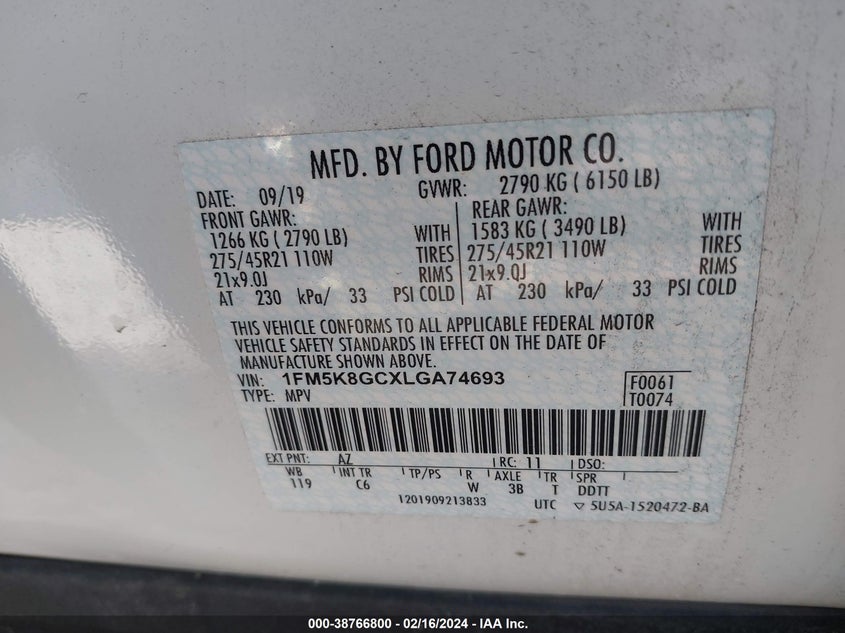 MFD. BY FORD MOTOR CO.
DATE: 09/19 GVWR: 2790 KG ( 6150 LB)
FRONT GAWR: REAR GAWR:
1266 KG ( 2790 LB) WITH 1583 KG ( 3490 LB) WITH
275/45R21 110W TIRES 275/45R21 110W TIRES
21x9.0J RIMS 21x9.0J RIMS
AT 230 kPa/ 33 PSI COLD AT 230 kPa/ 33 PSI COLD
THIS VEHICLE CONFORMS TO ALL APPLICABLE FEDERAL MOTOR
VEHICLE SAFETY STANDARDS IN EFFECT ON THE DATE OF
MANUFACTURE SHOWN ABOVE.
VIN: 1FM5K8GCXLGA74693 F0061
TYPE: MPV T0074
EXT PNT: AZ RC: 11 DSO:
WB INT TR TP/PS R AXLE TR SPR
119 C6 W 3B T DDTT
1201909213833 UTC ▽ 5U5A-1520472-BA
000-38766800 - 02/16/2024 - IAA Inc.